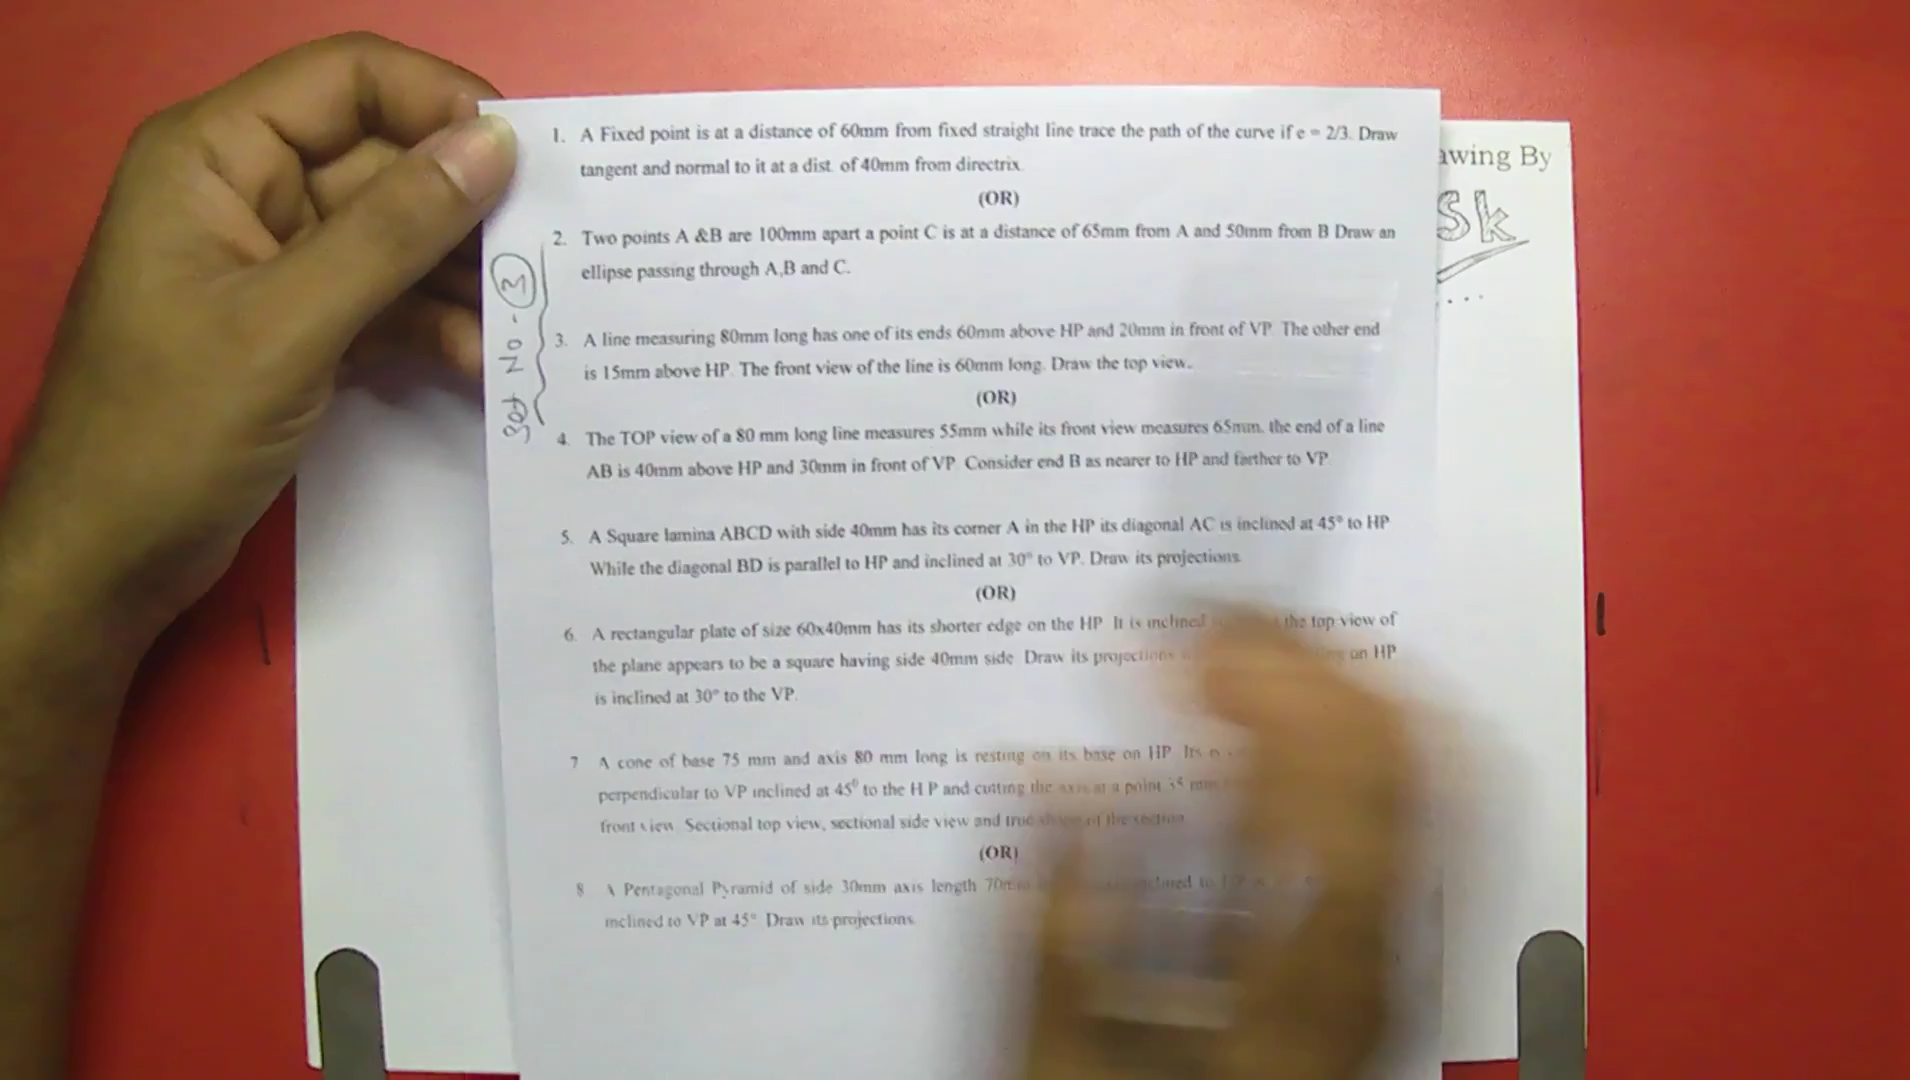 1. A Fixed point is at a distance of 60mm from fixed straight line trace the path of the curve if e = 2/3. Draw
tangent and normal to it at a dist. of 40mm from directrix.
(OR)
2. Two points A &B are 100mm apart a point C is at a distance of 65mm from A and 50mm from B Draw an
ellipse passing through A,B and C.
3. A line measuring 80mm long has one of its ends 60mm above HP and 20mm in front of VP. The other end
is 15mm above HP. The front view of the line is 60mm long. Draw the top view.
(OR)
4. The TOP view of a 80 mm long line measures 55mm while its front view measures 65mm. the end of a line
AB is 40mm above HP and 30mm in front of VP. Consider end B as nearer to HP and farther to VP.
5. A Square lamina ABCD with side 40mm has its corner A in the HP its diagonal AC is inclined at 45° to HP
While the diagonal BD is parallel to HP and inclined at 30° to VP. Draw its projections.
(OR)
6. A rectangular plate of size 60x40mm has its shorter edge on the HP. It is inclined the top view of
the plane appears to be a square having side 40mm side. Draw its projections on HP
is inclined at 30° to the VP.
7 A cone of base 75 mm and axis 80 mm long is resting on its base on HP. Its
perpendicular to VP inclined at 45⁰ to the H P and cutting the axis at a point 35 mm
front view. Sectional top view, sectional side view and true shape of the section
(OR)
8 A Pentagonal Pyramid of side 30mm axis length 70mm
inclined to VP at 45° Draw its projections
awing By
Sk
....